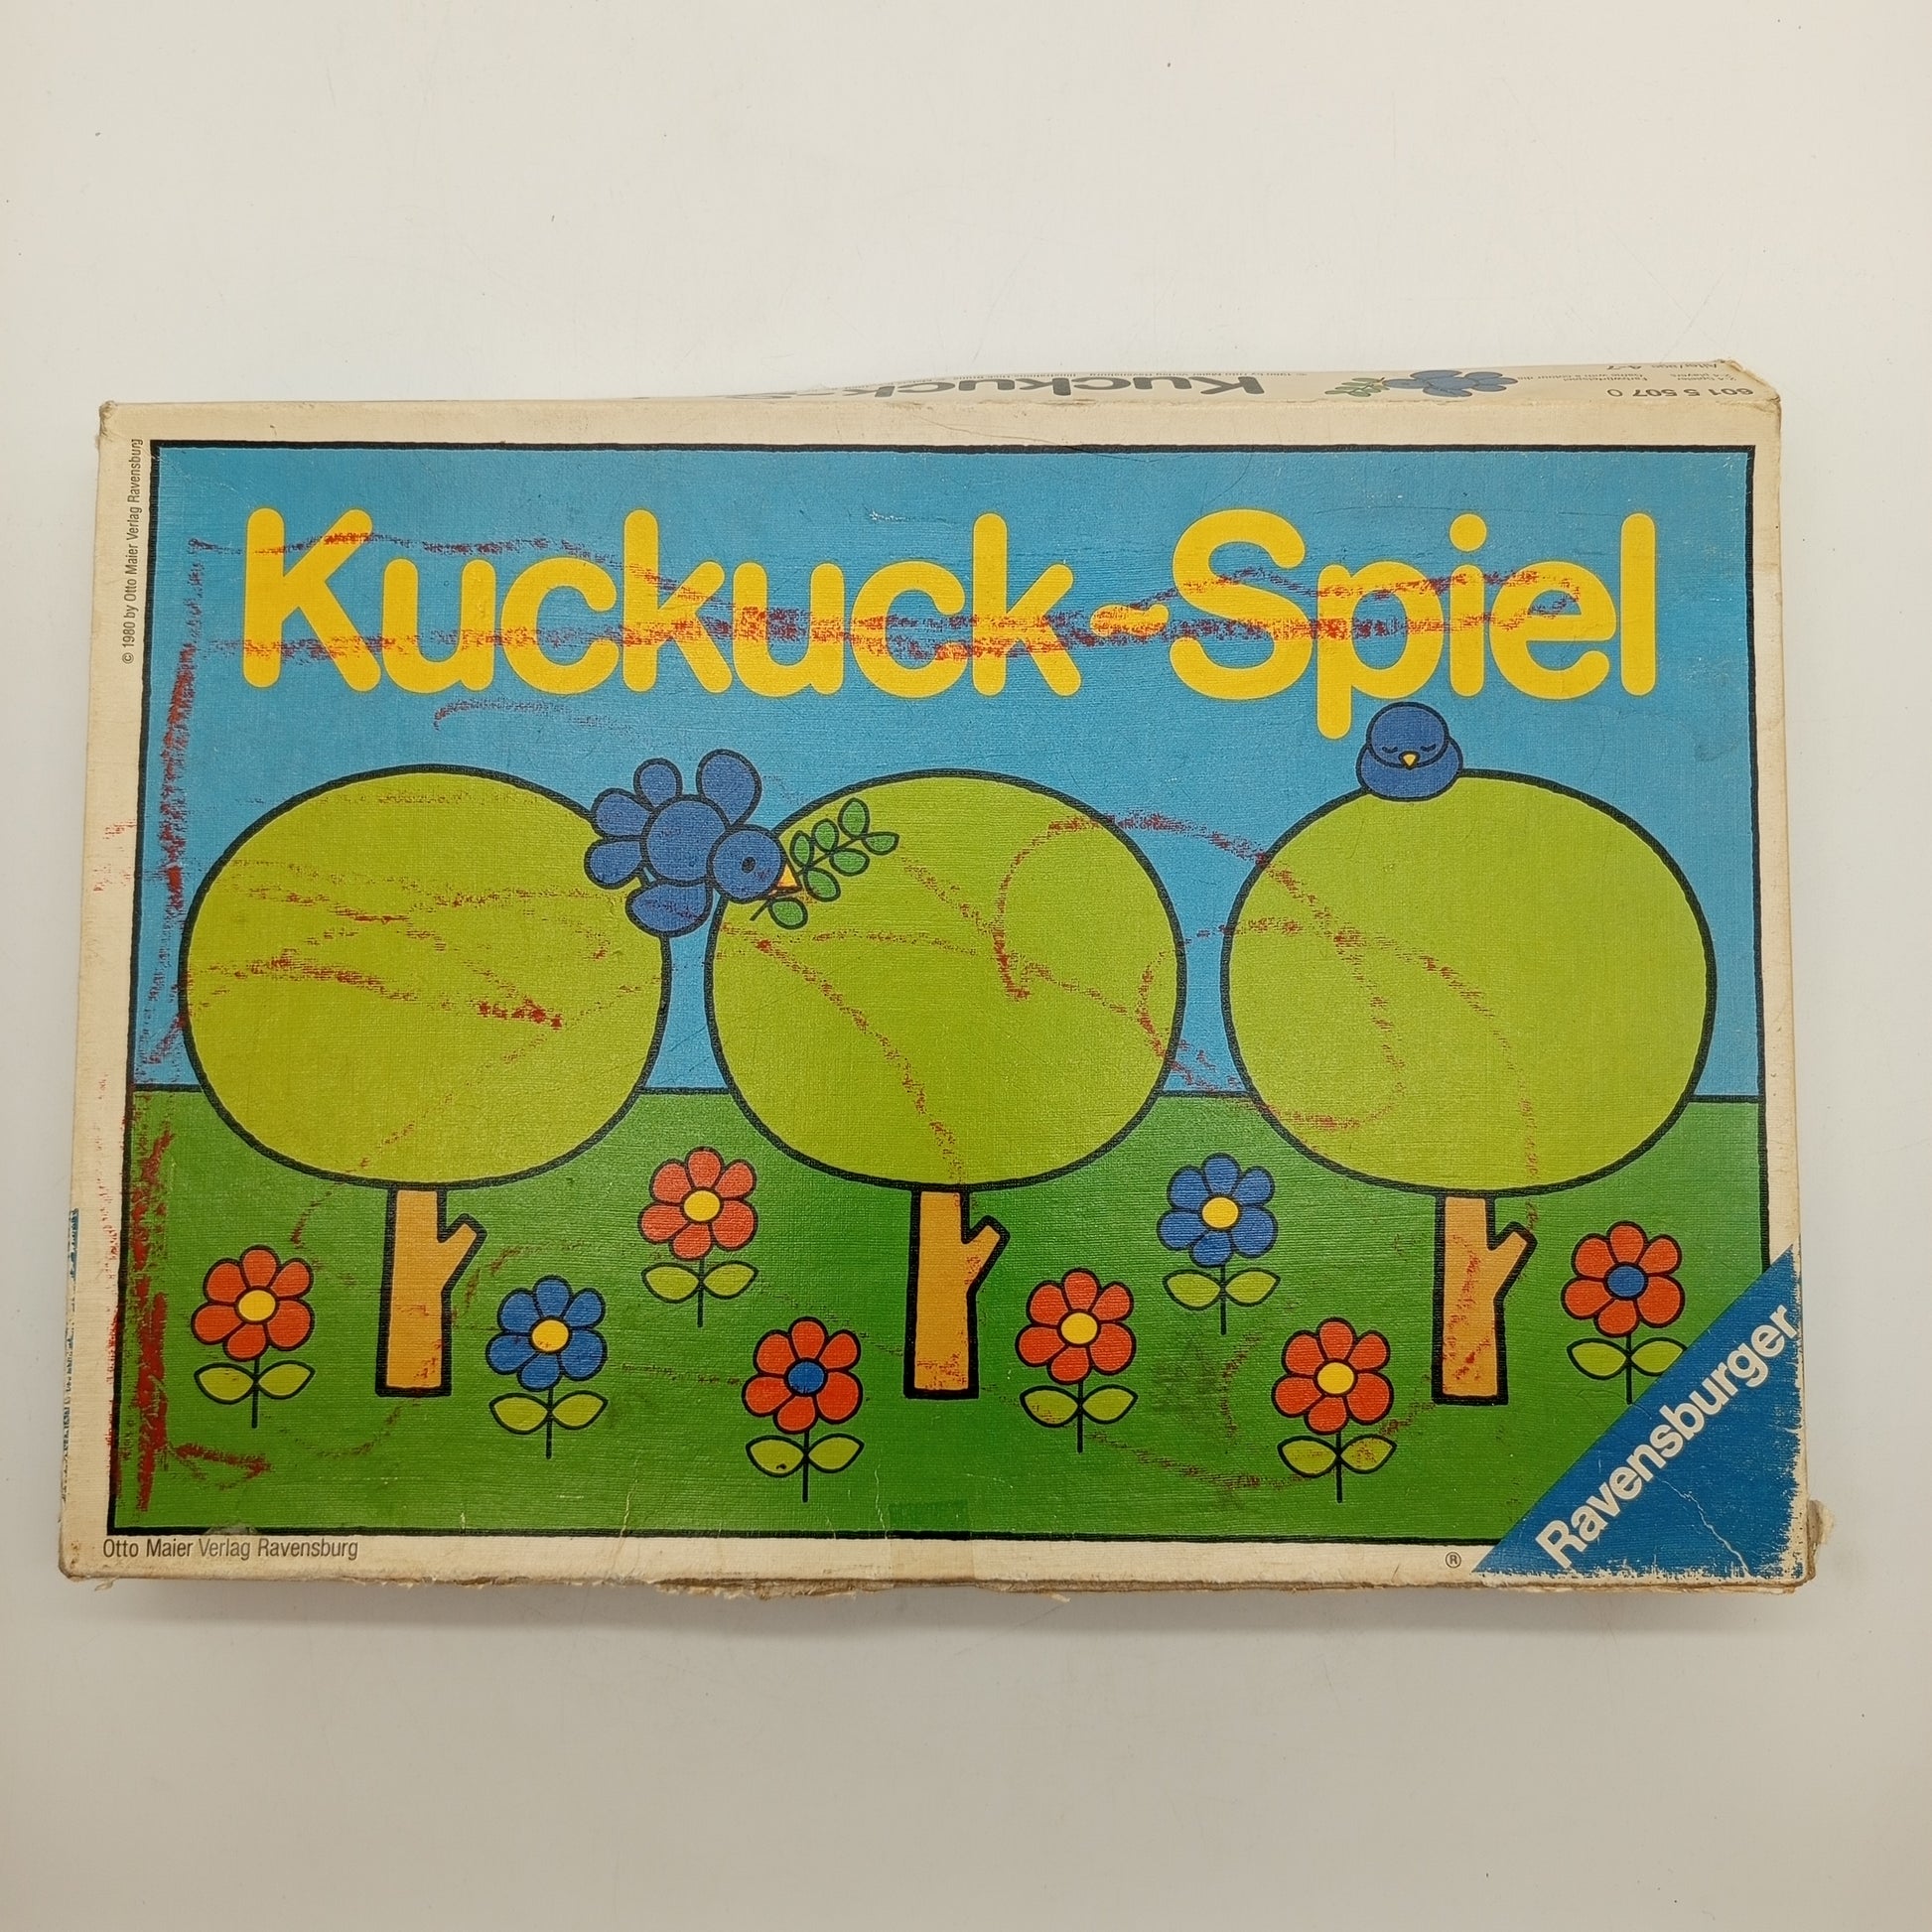 Kuckuck
601 5 507 0
© 1980 by Otto Maier Verlag Ravensburg
Kuckuck-Spiel
Ravensburger
Otto Maier Verlag Ravensburg
®